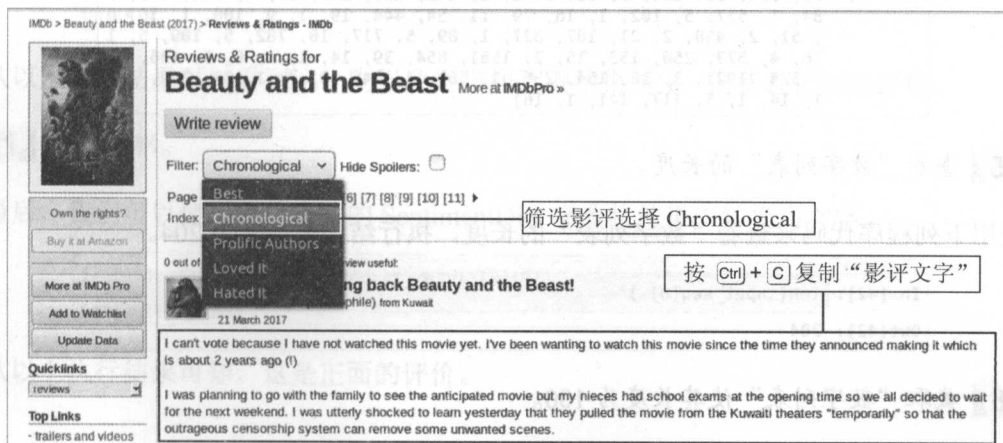 IMDb > Beauty and the Beast (2017) > Reviews & Ratings - IMDb
Reviews & Ratings for
Beauty and the Beast More at IMDbPro »
Write review
Filter: Chronological Hide Spoilers:
Best
Chronological
Prolific Authors
Loved It
Hated It
Page 6] [7] [8] [9] [10] [11]
Index
筛选影评选择 Chronological
按 Ctrl + C 复制“影评文字”
0 out of view useful:
ng back Beauty and the Beast!
phile) from Kuwait
21 March 2017
I can't vote because I have not watched this movie yet. I've been wanting to watch this movie since the time they announced making it which
is about 2 years ago (!)
I was planning to go with the family to see the anticipated movie but my nieces had school exams at the opening time so we all decided to wait
for the next weekend. I was utterly shocked to learn yesterday that they pulled the movie from the Kuwaiti theaters "temporarily" so that the
outrageous censorship system can remove some unwanted scenes.
Own the rights?
Buy it at Amazon
More at IMDb Pro
Add to Watchlist
Update Data
Quicklinks
reviews
Top Links
- trailers and videos